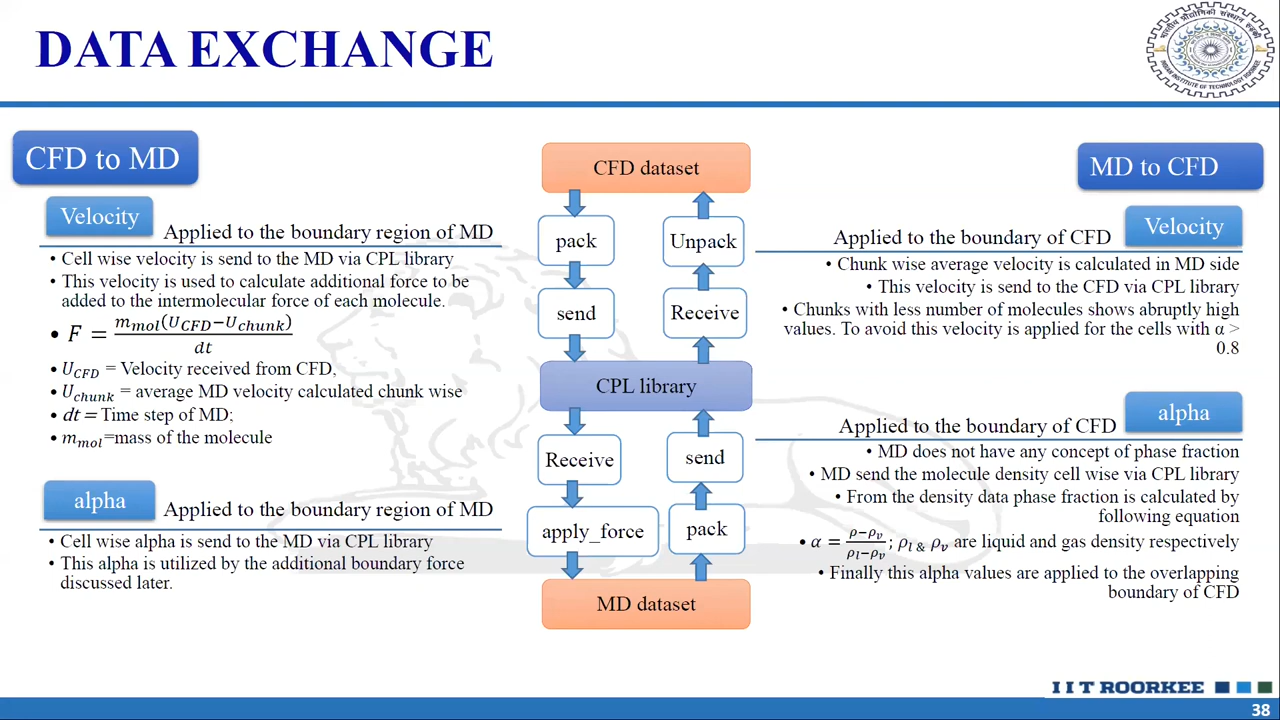 DATA EXCHANGE
CFD to MD
Velocity
Applied to the boundary region of MD
• Cell wise velocity is send to the MD via CPL library
• This velocity is used to calculate additional force to be
added to the intermolecular force of each molecule.
• F = m_mol(U_CFD−U_chunk) / dt
• U_CFD = Velocity received from CFD,
• U_chunk = average MD velocity calculated chunk wise
• dt = Time step of MD;
• m_mol=mass of the molecule
alpha
Applied to the boundary region of MD
• Cell wise alpha is send to the MD via CPL library
• This alpha is utilized by the additional boundary force
discussed later.
CFD dataset
pack
Unpack
send
Receive
CPL library
Receive
send
apply_force
pack
MD dataset
MD to CFD
Velocity
Applied to the boundary of CFD
• Chunk wise average velocity is calculated in MD side
• This velocity is send to the CFD via CPL library
• Chunks with less number of molecules shows abruptly high
values. To avoid this velocity is applied for the cells with α >
0.8
alpha
Applied to the boundary of CFD
• MD does not have any concept of phase fraction
• MD send the molecule density cell wise via CPL library
• From the density data phase fraction is calculated by
following equation
• α = (ρ−ρ_v) / (ρ_l−ρ_v) ; ρ_l & ρ_v are liquid and gas density respectively
• Finally this alpha values are applied to the overlapping
boundary of CFD
IIT ROORKEE
38